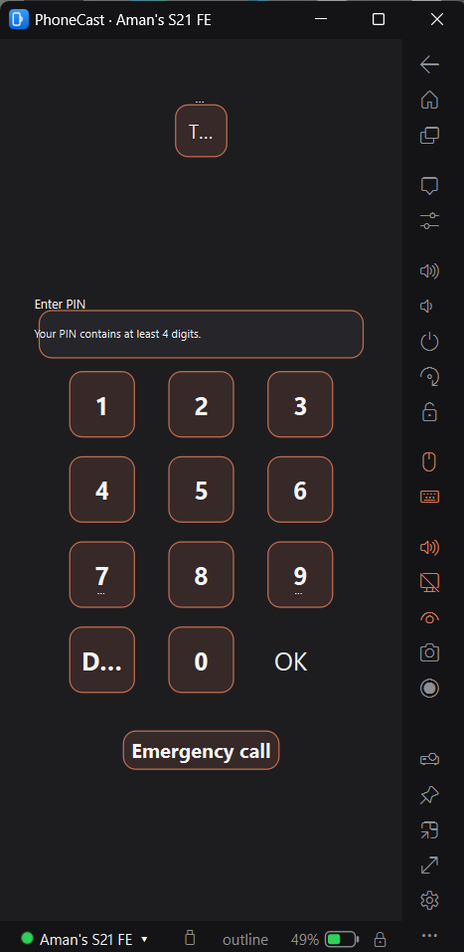 PhoneCast · Aman's S21 FE
...
T...
Enter PIN
Your PIN contains at least 4 digits.
1 2 3
4 5 6
7 8 9
... ...
D... 0 OK
Emergency call
Aman's S21 FE outline 49%